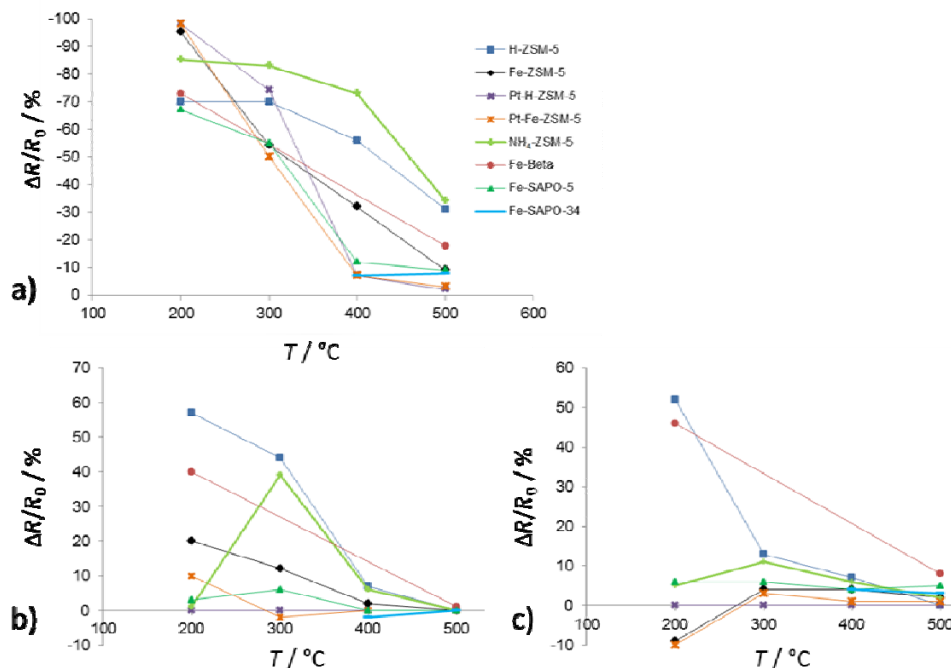 -100
-90
-80
-70
-60
-50
-40
-30
-20
-10
0
ΔR/R₀ / %
100 200 300 400 500 600
T / °C
a)
H-ZSM-5
Fe-ZSM-5
Pt-H-ZSM-5
Pt-Fe-ZSM-5
NH₄-ZSM-5
Fe-Beta
Fe-SAPO-5
Fe-SAPO-34
70
60
50
40
30
20
10
0
-10
ΔR/R₀ / %
100 200 300 400 500
T / °C
b)
60
50
40
30
20
10
0
-10
ΔR/R₀ / %
100 200 300 400 500
T / °C
c)